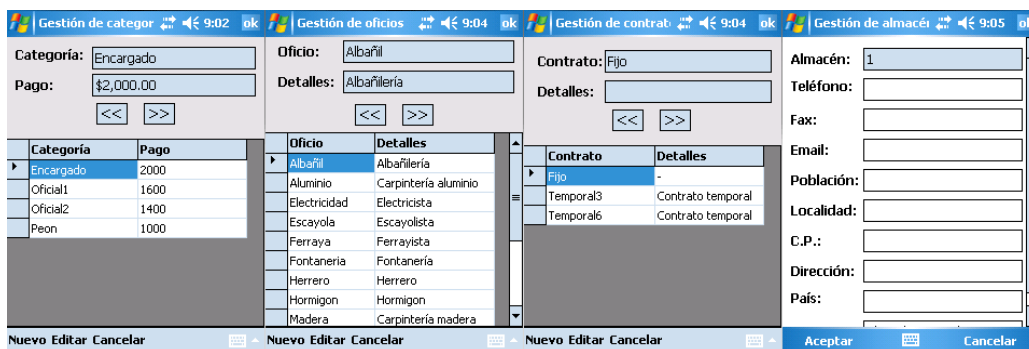 Gestión de categor 9:02 ok
Categoría: Encargado
Pago: $2,000.00
<< >>
Categoría Pago
Encargado 2000
Oficial1 1600
Oficial2 1400
Peon 1000
Nuevo Editar Cancelar
Gestión de oficios 9:04 ok
Oficio: Albañil
Detalles: Albañilería
<< >>
Oficio Detalles
Albañil Albañilería
Aluminio Carpintería aluminio
Electricidad Electricista
Escayola Escayolista
Ferraya Ferrayista
Fontaneria Fontanería
Herrero Herrero
Hormigon Hormigon
Madera Carpintería madera
Nuevo Editar Cancelar
Gestión de contrat 9:04 ok
Contrato: Fijo
Detalles:
<< >>
Contrato Detalles
Fijo -
Temporal3 Contrato temporal
Temporal6 Contrato temporal
Nuevo Editar Cancelar
Gestión de almacé 9:05 ok
Almacén: 1
Teléfono:
Fax:
Email:
Población:
Localidad:
C.P.:
Dirección:
País:
Aceptar Cancelar